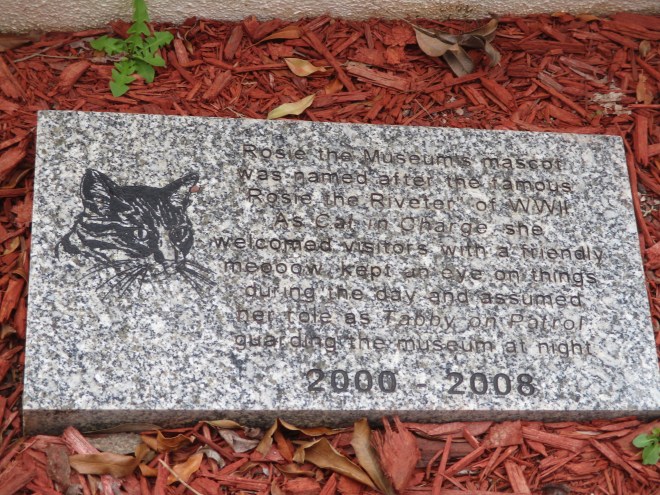 Rosie the Museum's mascot
was named after the famous
"Rosie the Riveter" of WWII.
As Cat in Charge she
welcomed visitors with a friendly
meooow, kept an eye on things
during the day and assumed
her role as Tabby on Patrol,
guarding the museum at night.
2000 - 2008